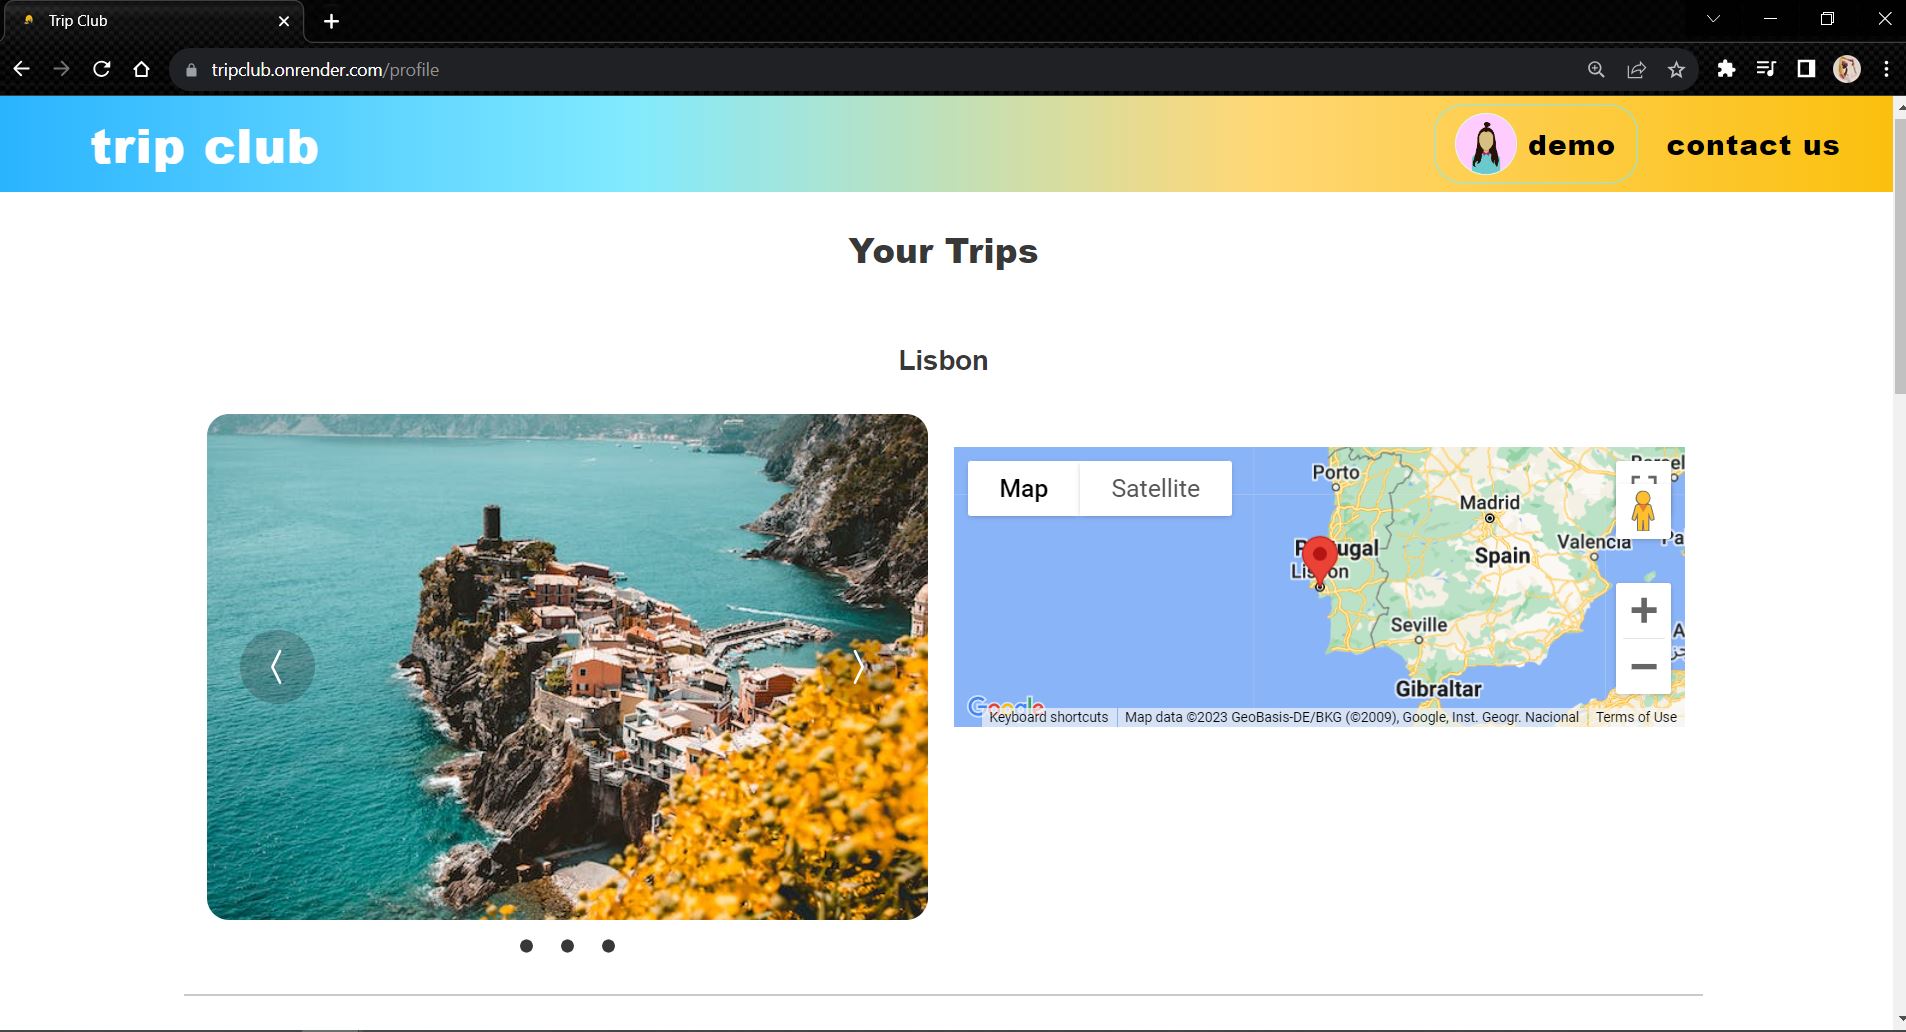 Trip Club
tripclub.onrender.com/profile
trip club
demo
contact us
Your Trips
Lisbon
Map
Satellite
Porto
Madrid
Portugal
Lisbon
Spain
Valencia
Seville
Gibraltar
Google
Keyboard shortcuts
Map data ©2023 GeoBasis-DE/BKG (©2009), Google, Inst. Geogr. Nacional
Terms of Use